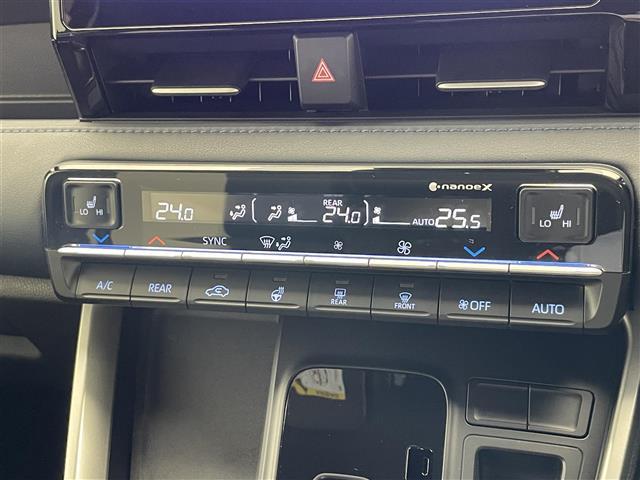 nanoeX
LO HI
24.0
REAR
24.0
AUTO 25.5
LO HI
SYNC
A/C
REAR
REAR
FRONT
OFF
AUTO